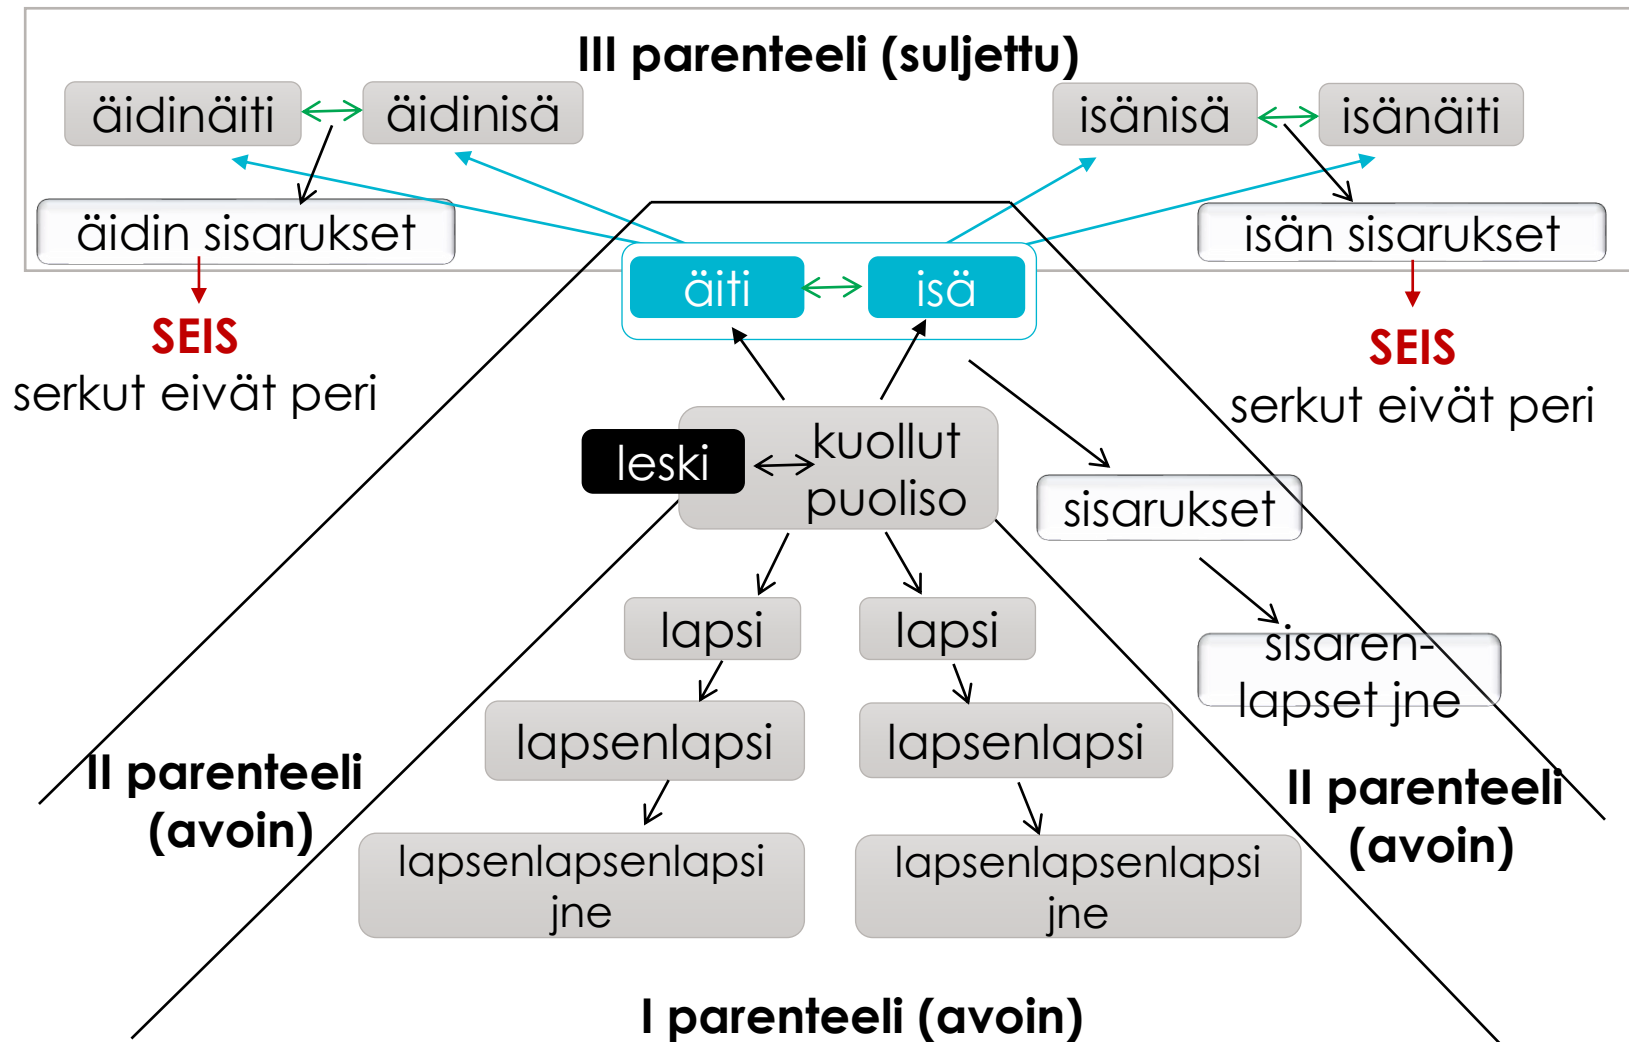 III parenteeli (suljettu)
äidinäiti
äidinisä
isänisä
isänäiti
äidin sisarukset
isän sisarukset
äiti
isä
SEIS
serkut eivät peri
SEIS
serkut eivät peri
leski
kuollut
puoliso
sisarukset
lapsi
lapsi
sisaren-
lapset jne
lapsenlapsi
lapsenlapsi
II parenteeli
(avoin)
II parenteeli
(avoin)
lapsenlapsenlapsi
jne
lapsenlapsenlapsi
jne
I parenteeli (avoin)